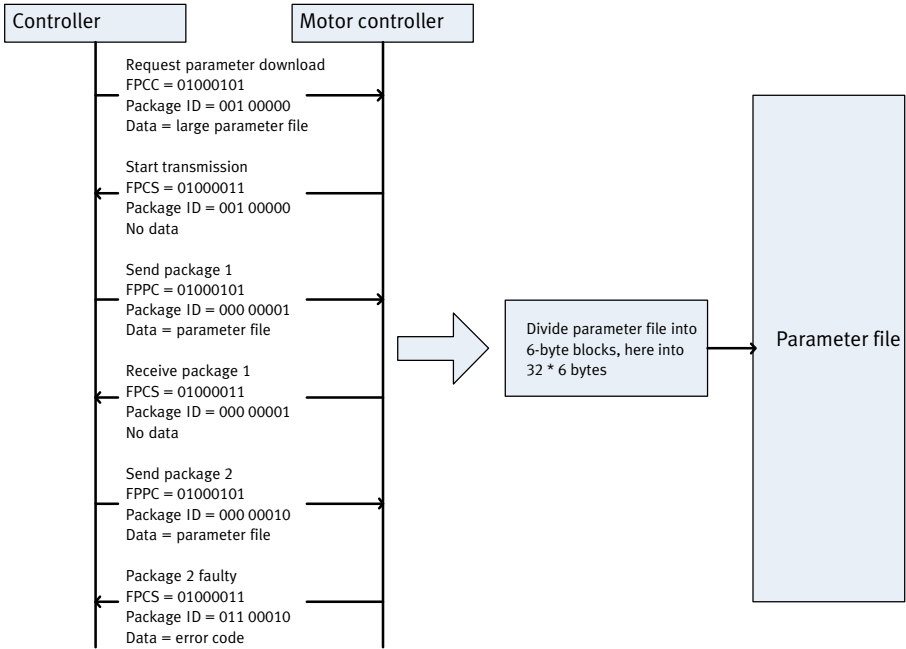 Controller
Motor controller
Request parameter download
FPCC = 01000101
Package ID = 001 00000
Data = large parameter file
Start transmission
FPCS = 01000011
Package ID = 001 00000
No data
Send package 1
FPPC = 01000101
Package ID = 000 00001
Data = parameter file
Receive package 1
FPCS = 01000011
Package ID = 000 00001
No data
Send package 2
FPPC = 01000101
Package ID = 000 00010
Data = parameter file
Package 2 faulty
FPCS = 01000011
Package ID = 011 00010
Data = error code
Divide parameter file into
6-byte blocks, here into
32 * 6 bytes
Parameter file